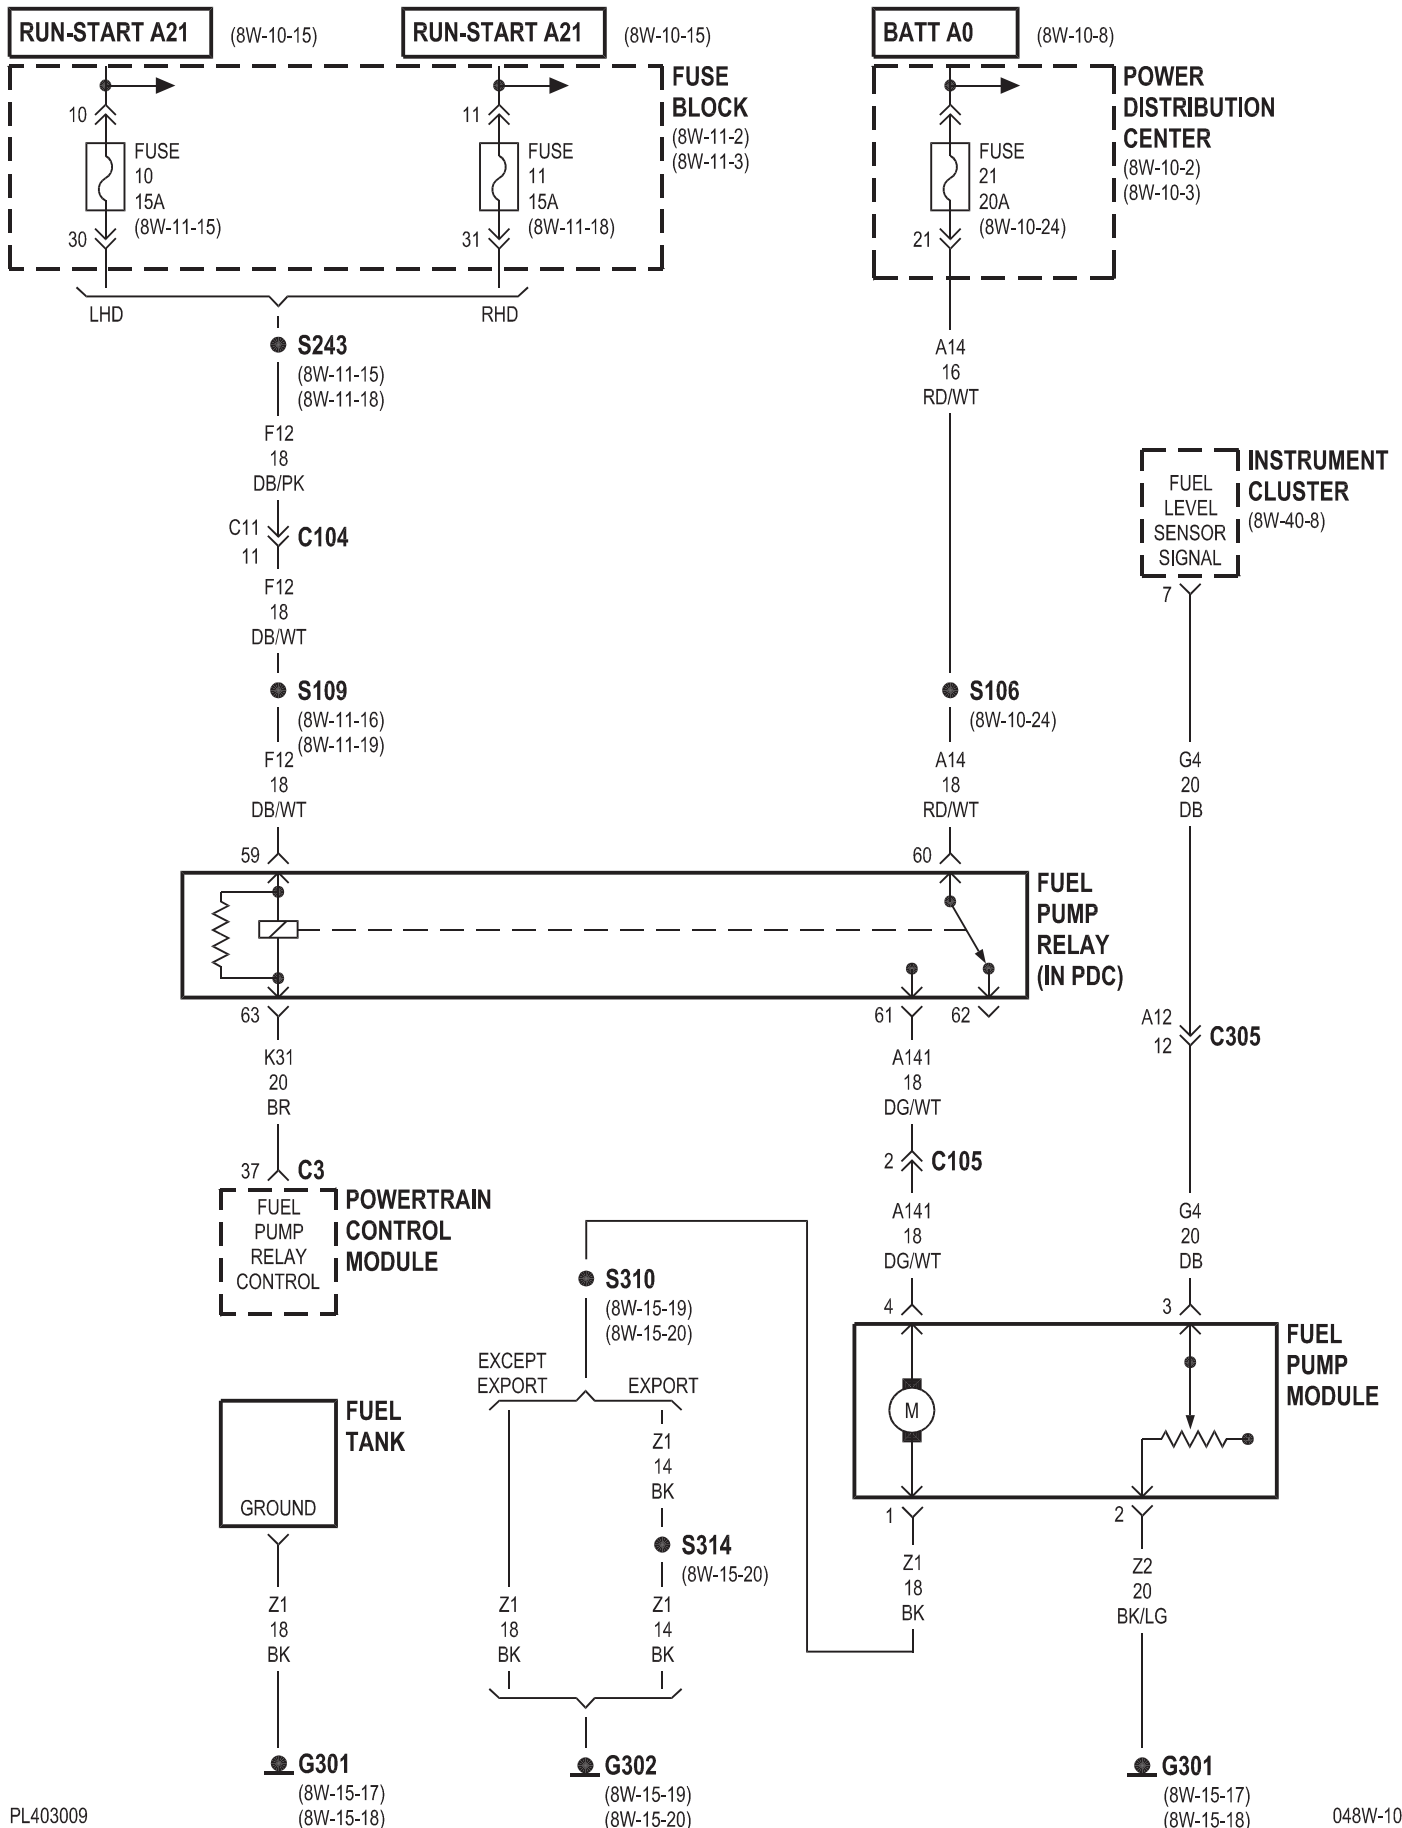 RUN-START A21
(8W-10-15)
RUN-START A21
(8W-10-15)
BATT A0
(8W-10-8)
10
FUSE
10
15A
(8W-11-15)
30
11
FUSE
11
15A
(8W-11-18)
31
FUSE
BLOCK
(8W-11-2)
(8W-11-3)
FUSE
21
20A
(8W-10-24)
21
POWER
DISTRIBUTION
CENTER
(8W-10-2)
(8W-10-3)
LHD
RHD
S243
(8W-11-15)
(8W-11-18)
F12
18
DB/PK
C11
11
C104
F12
18
DB/WT
S109
(8W-11-16)
(8W-11-19)
F12
18
DB/WT
59
A14
16
RD/WT
S106
(8W-10-24)
A14
18
RD/WT
60
FUEL
LEVEL
SENSOR
SIGNAL
INSTRUMENT
CLUSTER
(8W-40-8)
7
G4
20
DB
FUEL
PUMP
RELAY
(IN PDC)
63
61
62
A12
12
C305
K31
20
BR
37
C3
FUEL
PUMP
RELAY
CONTROL
POWERTRAIN
CONTROL
MODULE
A141
18
DG/WT
2
C105
A141
18
DG/WT
4
G4
20
DB
3
S310
(8W-15-19)
(8W-15-20)
EXCEPT
EXPORT
EXPORT
FUEL
PUMP
MODULE
M
FUEL
TANK
GROUND
Z1
14
BK
S314
(8W-15-20)
1
2
Z1
18
BK
Z2
20
BK/LG
Z1
18
BK
Z1
18
BK
Z1
14
BK
G301
(8W-15-17)
(8W-15-18)
G302
(8W-15-19)
(8W-15-20)
G301
(8W-15-17)
(8W-15-18)
PL403009
048W-10